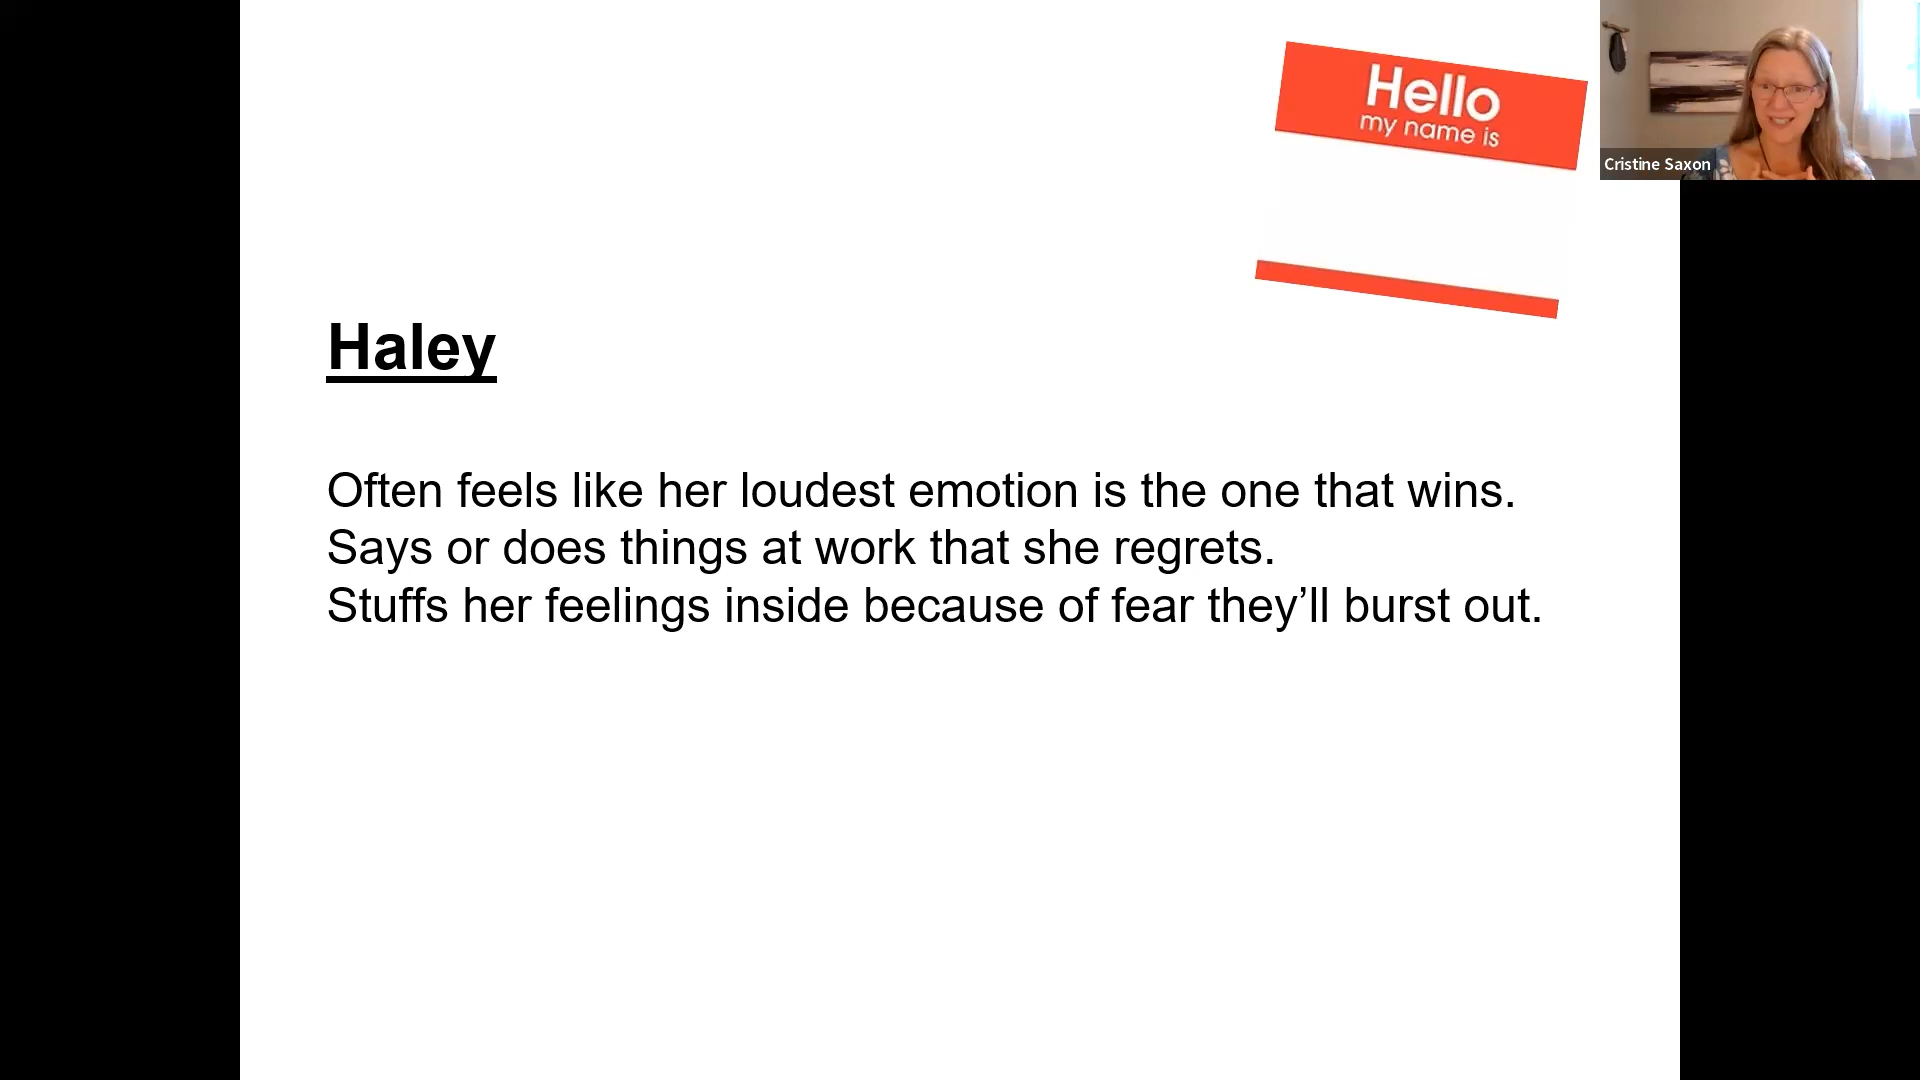 Hello
my name is
Cristine Saxon
Haley
Often feels like her loudest emotion is the one that wins.
Says or does things at work that she regrets.
Stuffs her feelings inside because of fear they’ll burst out.